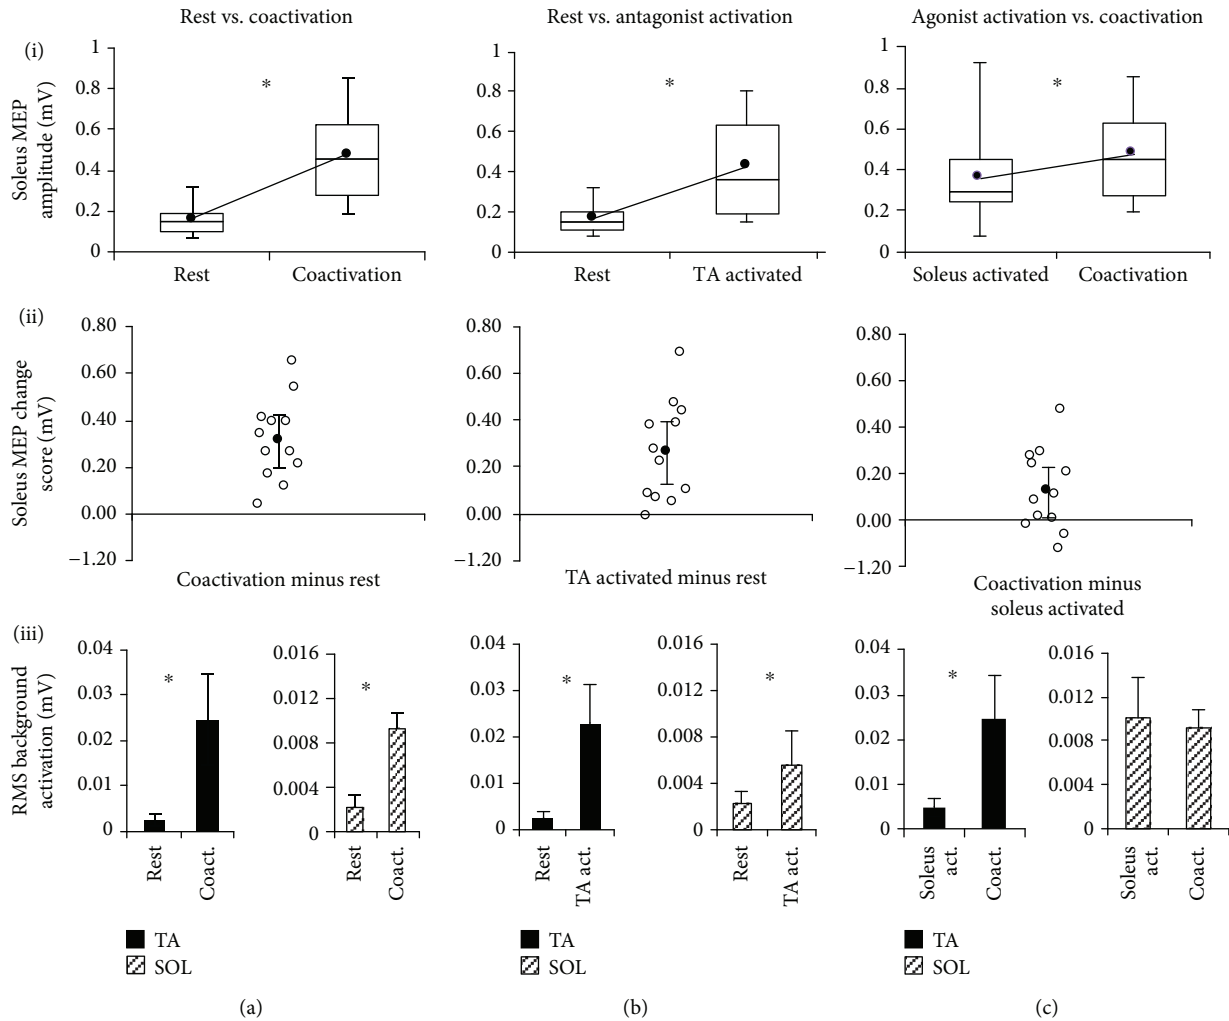 Rest vs. coactivation
Rest vs. antagonist activation
Agonist activation vs. coactivation
(i)
Soleus MEP
amplitude (mV)
1
0.8
0.6
0.4
0.2
0
*
Rest
Coactivation
1
0.8
0.6
0.4
0.2
0
*
Rest
TA activated
1
0.8
0.6
0.4
0.2
0
*
Soleus activated
Coactivation
(ii)
Soleus MEP change
score (mV)
0.80
0.60
0.40
0.20
0.00
−1.20
Coactivation minus rest
0.80
0.60
0.40
0.20
0.00
−1.20
TA activated minus rest
0.80
0.60
0.40
0.20
0.00
−1.20
Coactivation minus
soleus activated
(iii)
RMS background
activation (mV)
0.04
0.03
0.02
0.01
0
*
Rest
Coact.
0.016
0.012
0.008
0.004
0
*
Rest
Coact.
0.04
0.03
0.02
0.01
0
*
Rest
TA act.
0.016
0.012
0.008
0.004
0
*
Rest
TA act.
0.04
0.03
0.02
0.01
0
*
Soleus
act.
Coact.
0.016
0.012
0.008
0.004
0
Soleus
act.
Coact.
TA
SOL
TA
SOL
TA
SOL
(a)
(b)
(c)